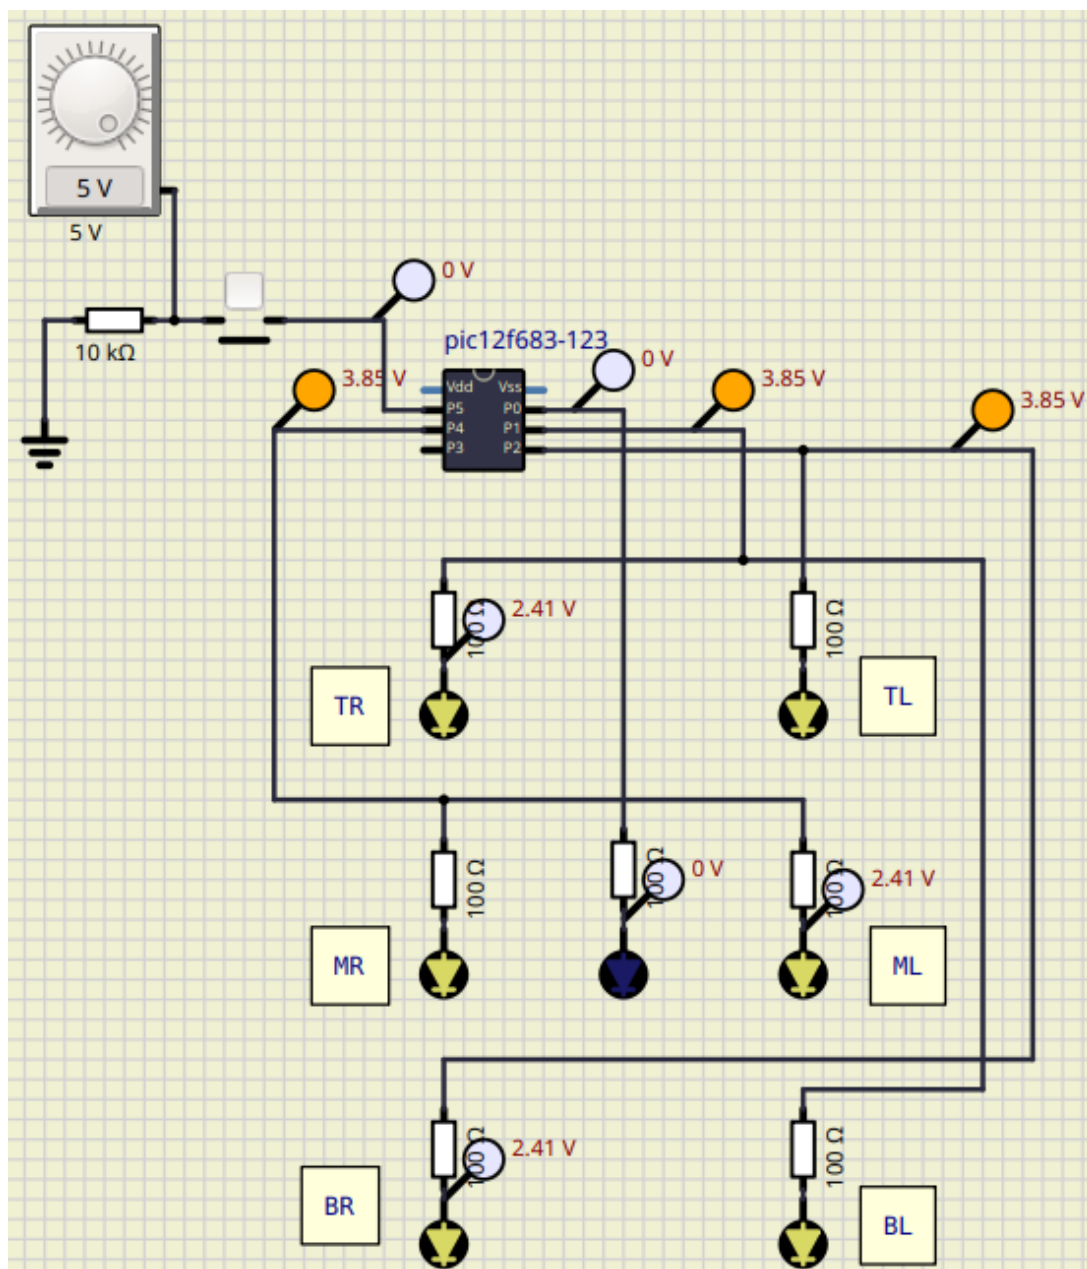 5 V
5 V
0 V
10 kΩ
pic12f683-123
0 V
3.85 V
3.85 V
3.85 V
Vdd Vss
P5 P0
P4 P1
P3 P2
100 Ω
2.41 V
100 Ω
TR
TL
100 Ω
100 Ω
0 V
100 Ω
2.41 V
MR
ML
100 Ω
2.41 V
100 Ω
BR
BL